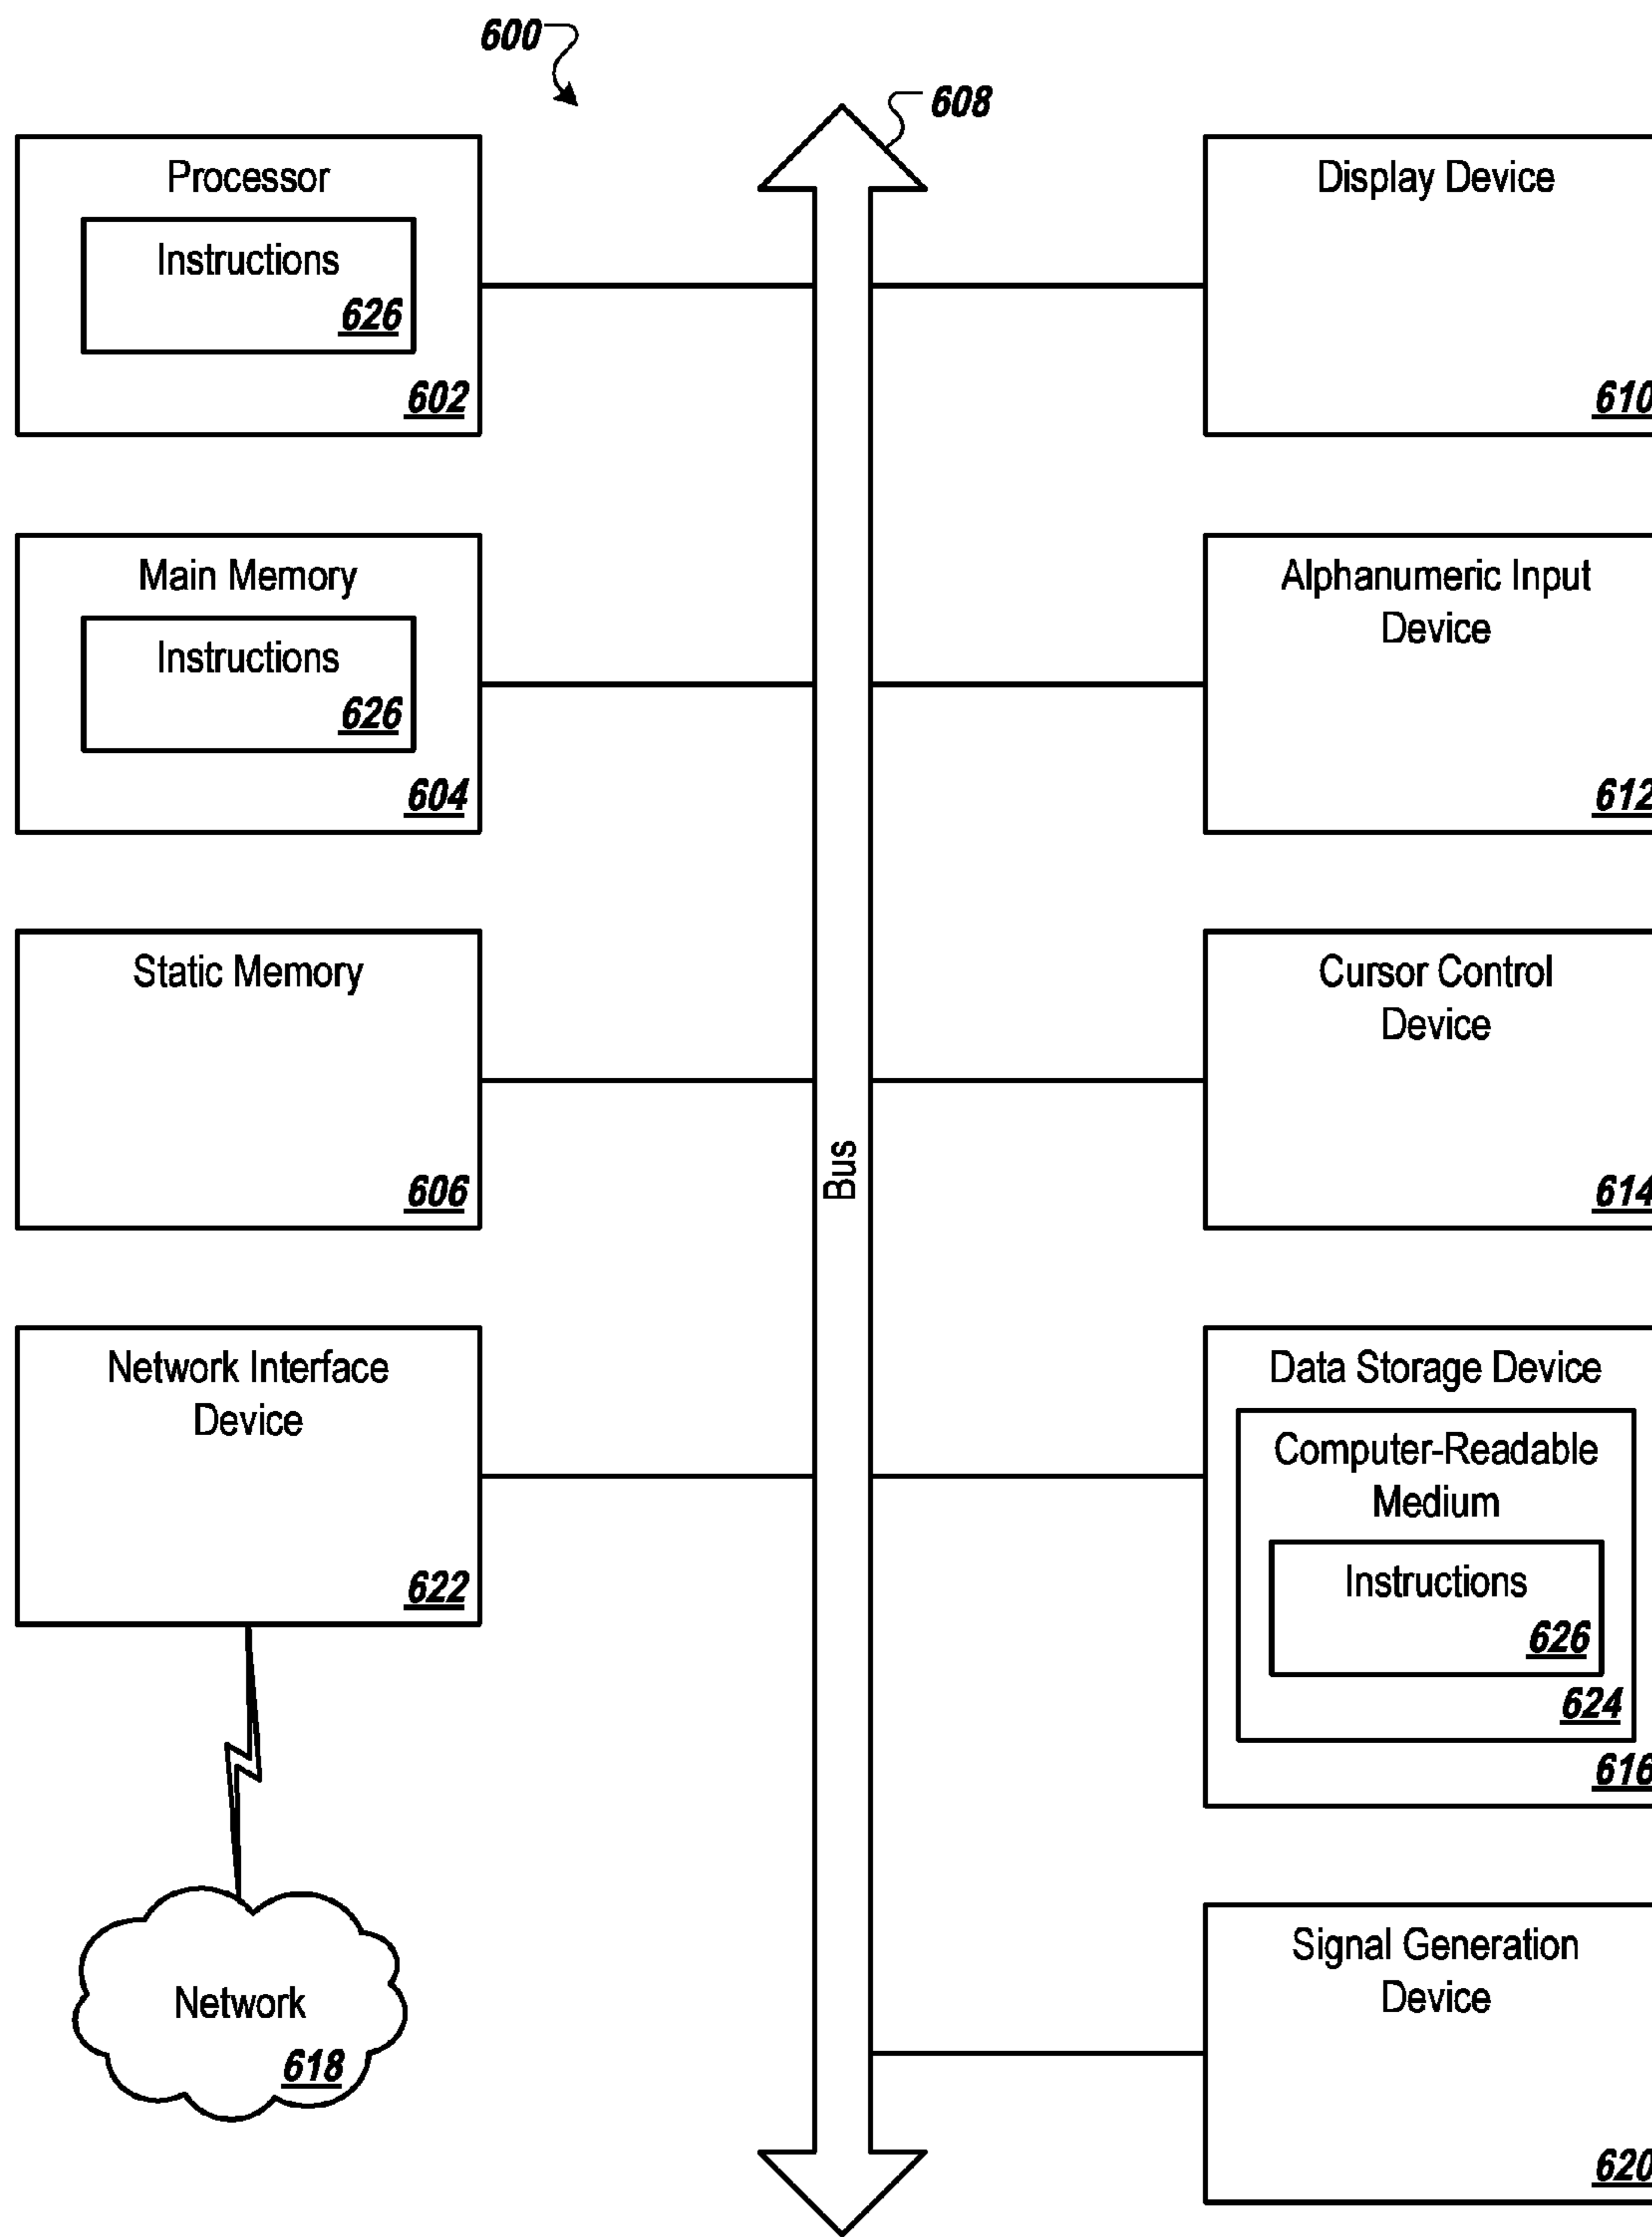 600
608
Processor
Instructions
626
602
Display Device
610
Main Memory
Instructions
626
604
Alphanumeric Input
Device
612
Static Memory
606
Cursor Control
Device
614
Bus
Network Interface
Device
622
Data Storage Device
Computer-Readable
Medium
Instructions
626
624
616
Network
618
Signal Generation
Device
620